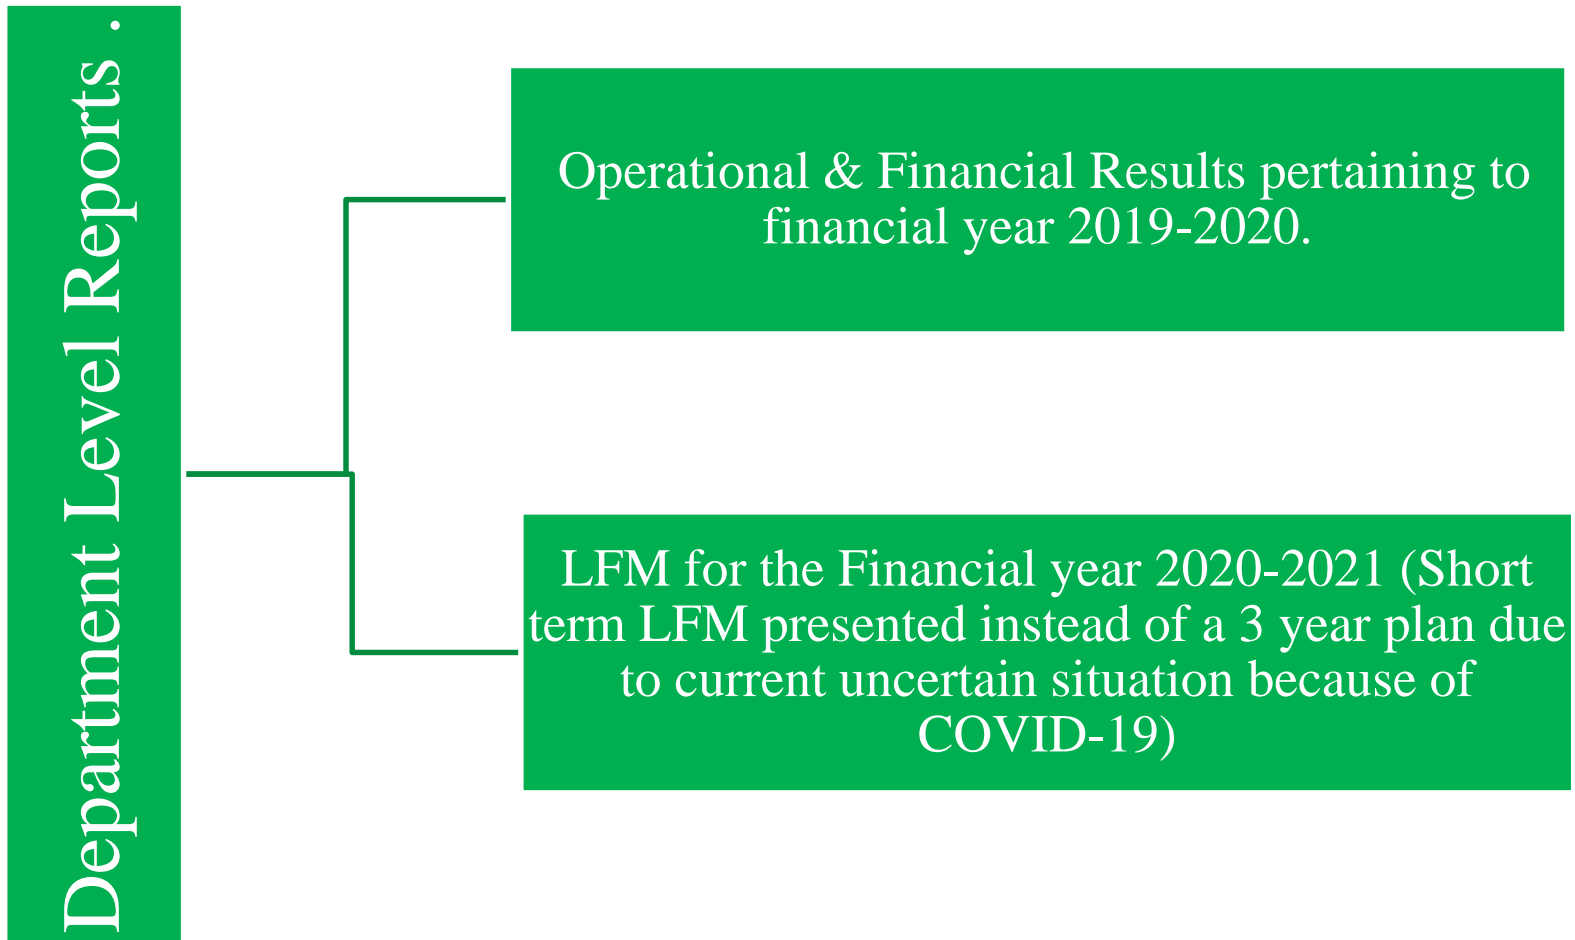 Department Level Reports .
Operational & Financial Results pertaining to
financial year 2019-2020.
LFM for the Financial year 2020-2021 (Short
term LFM presented instead of a 3 year plan due
to current uncertain situation because of
COVID-19)